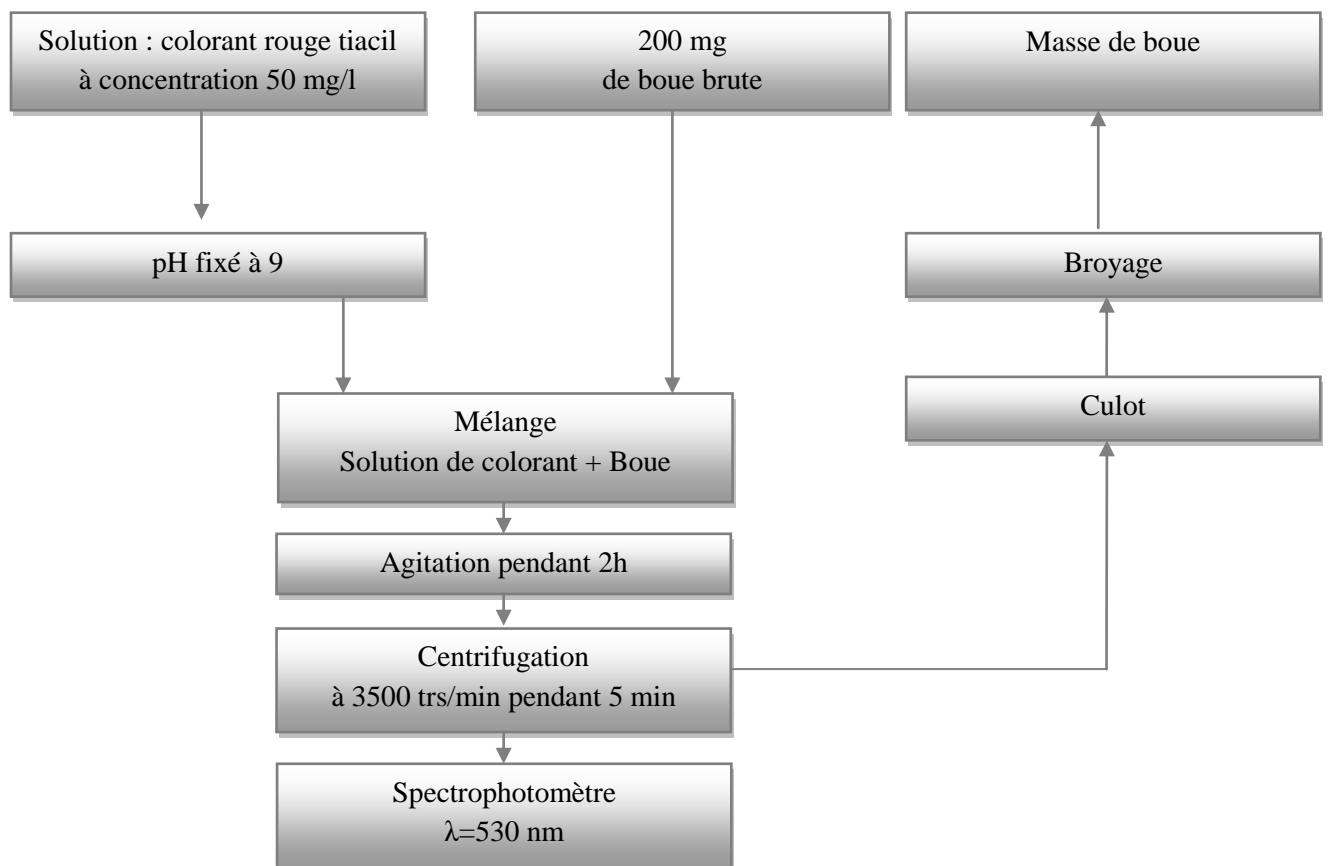 Solution : colorant rouge tiacil
à concentration 50 mg/l
200 mg
de boue brute
Masse de boue
pH fixé à 9
Broyage
Culot
Mélange
Solution de colorant + Boue
Agitation pendant 2h
Centrifugation
à 3500 trs/min pendant 5 min
Spectrophotomètre
λ=530 nm